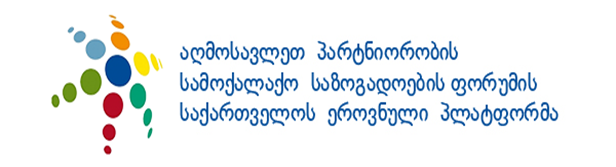 აღმოსავლეთ პარტნიორობის
სამოქალაქო საზოგადოების ფორუმის
საქართველოს ეროვნული პლატფორმა